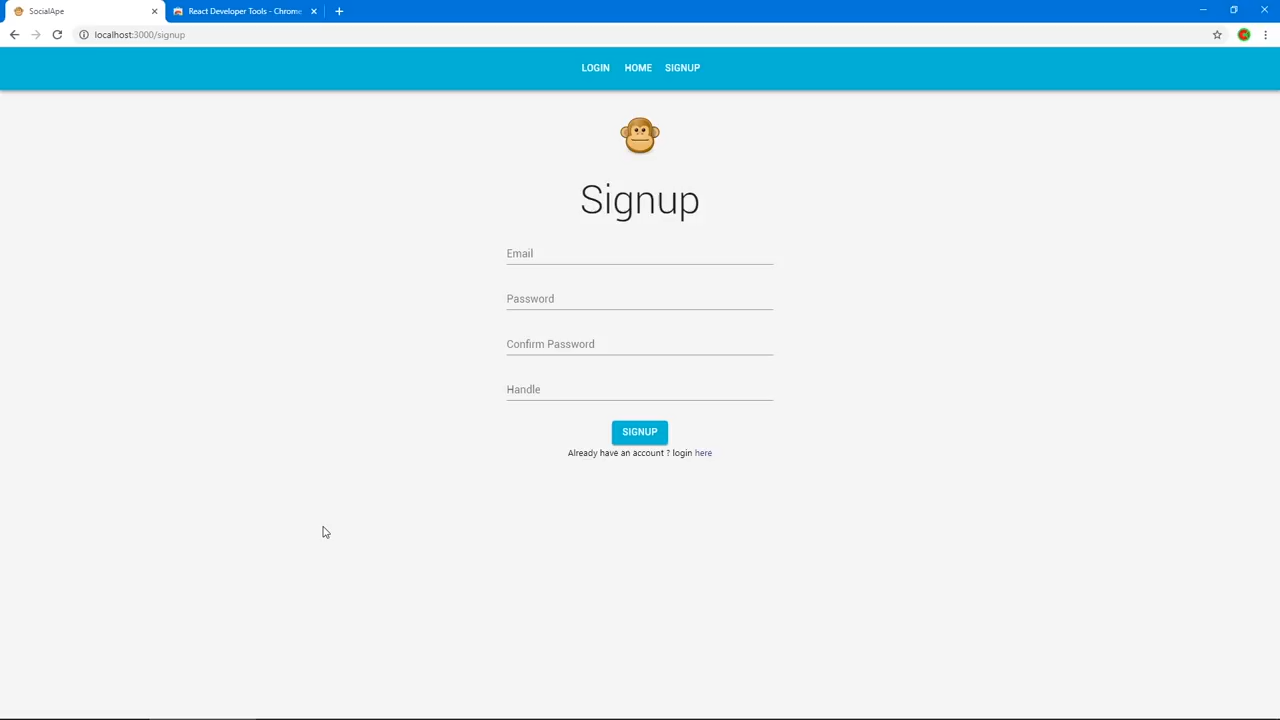 SocialApe
React Developer Tools - Chrome
localhost:3000/signup
LOGIN HOME SIGNUP
Signup
Email
Password
Confirm Password
Handle
SIGNUP
Already have an account ? login here